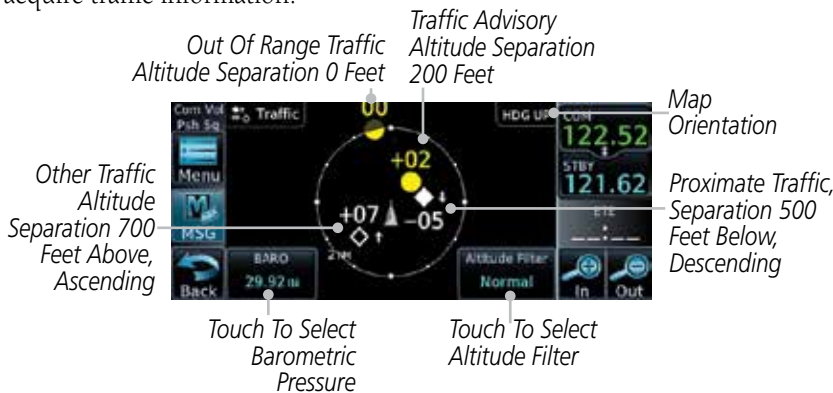 acquire traffic information.
Out Of Range Traffic
Altitude Separation 0 Feet
Traffic Advisory
Altitude Separation
200 Feet
Map
Orientation
Other Traffic
Altitude
Separation 700
Feet Above,
Ascending
Proximate Traffic,
Separation 500
Feet Below,
Descending
Com Vol
Psh Sq
Traffic
00
HDG UP
COM
122.52
STBY
121.62
Menu
+02
MSG
+07
-05
ETE
__:__
2NM
BARO
29.92 IN
Altitude Filter
Normal
Back
In
Out
Touch To Select
Barometric
Pressure
Touch To Select
Altitude Filter